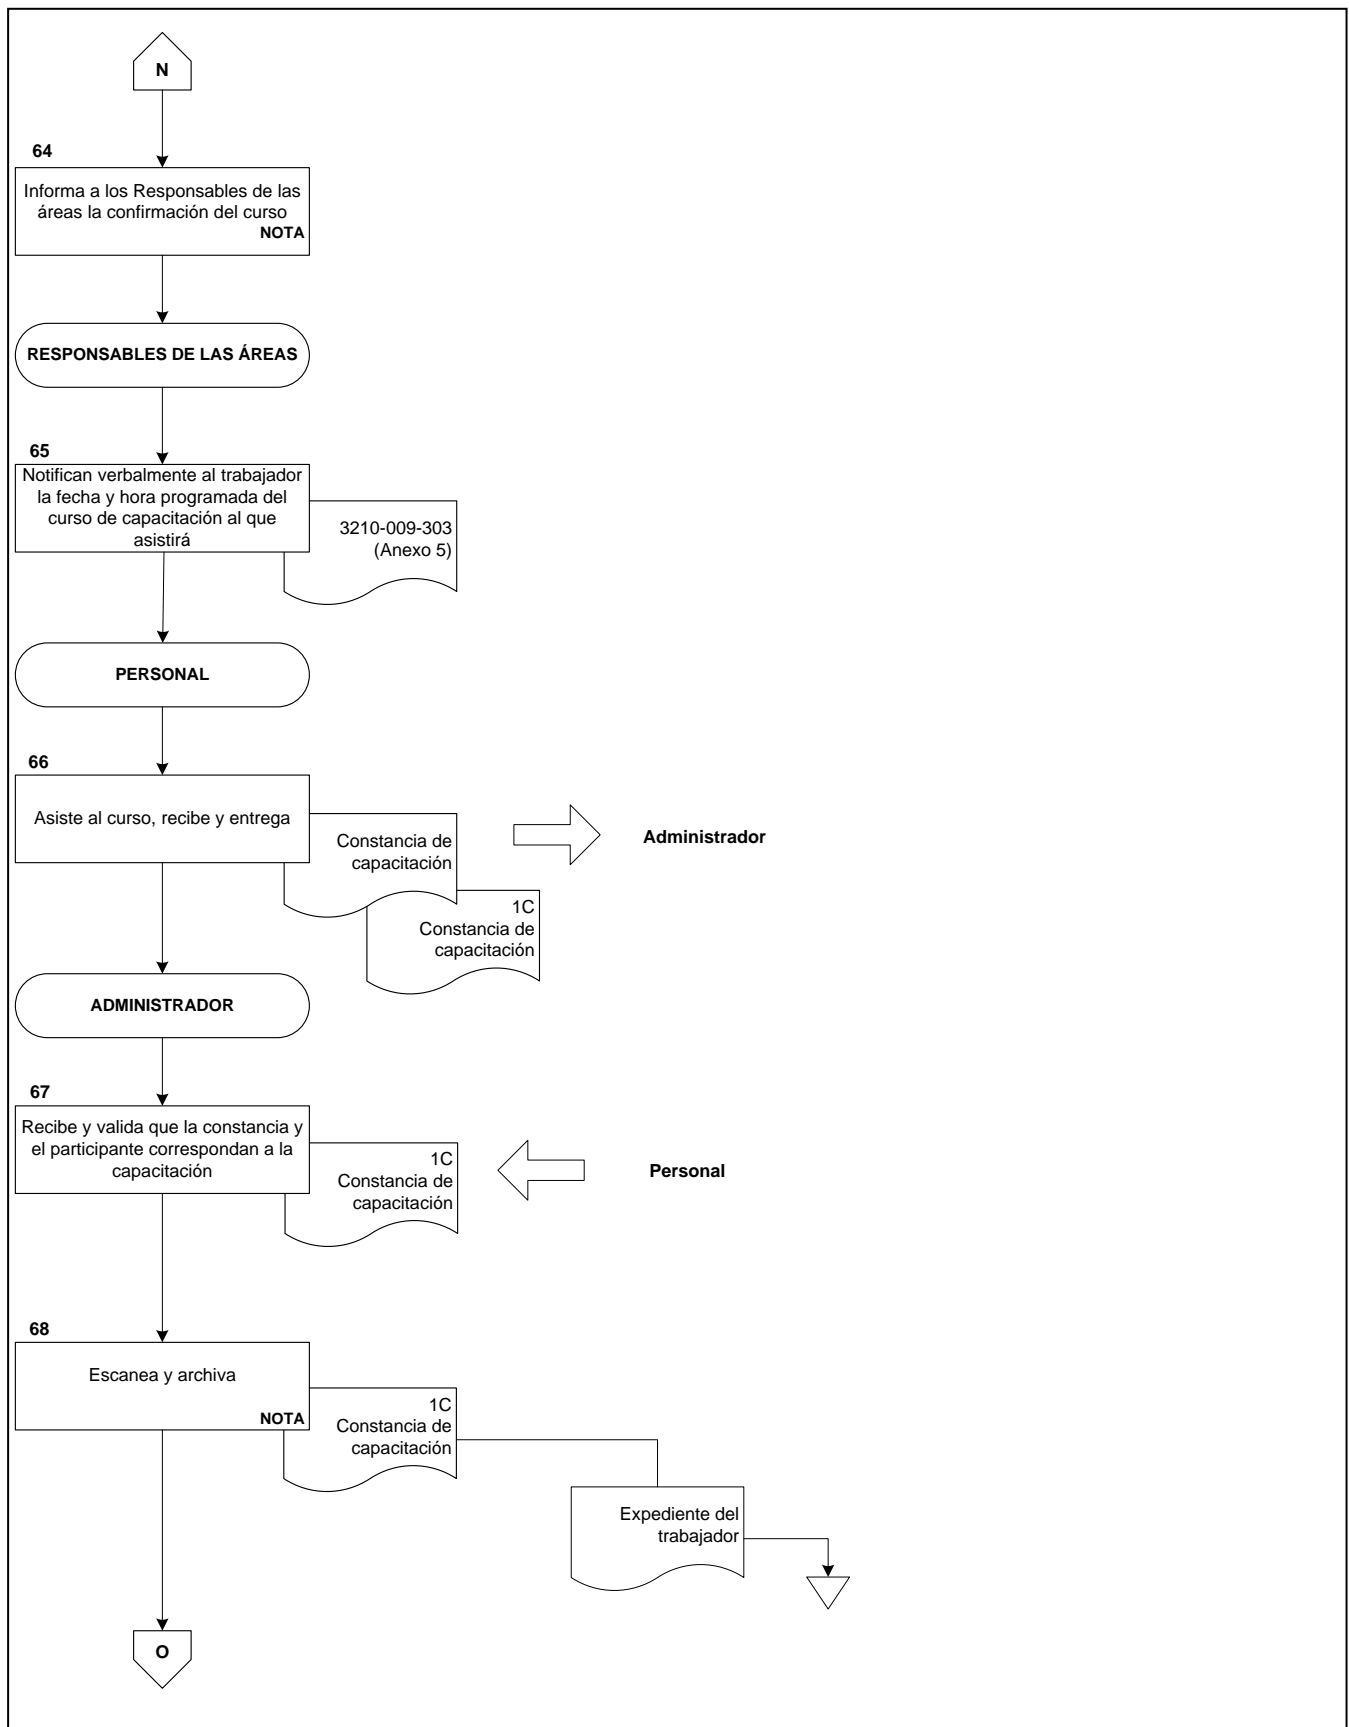 N
64
Informa a los Responsables de las
áreas la confirmación del curso
NOTA
RESPONSABLES DE LAS ÁREAS
65
Notifican verbalmente al trabajador
la fecha y hora programada del
curso de capacitación al que
asistirá
3210-009-303
(Anexo 5)
PERSONAL
66
Asiste al curso, recibe y entrega
Constancia de
capacitación
Administrador
1C
Constancia de
capacitación
ADMINISTRADOR
67
Recibe y valida que la constancia y
el participante correspondan a la
capacitación
1C
Constancia de
capacitación
Personal
68
Escanea y archiva
NOTA
1C
Constancia de
capacitación
Expediente del
trabajador
O